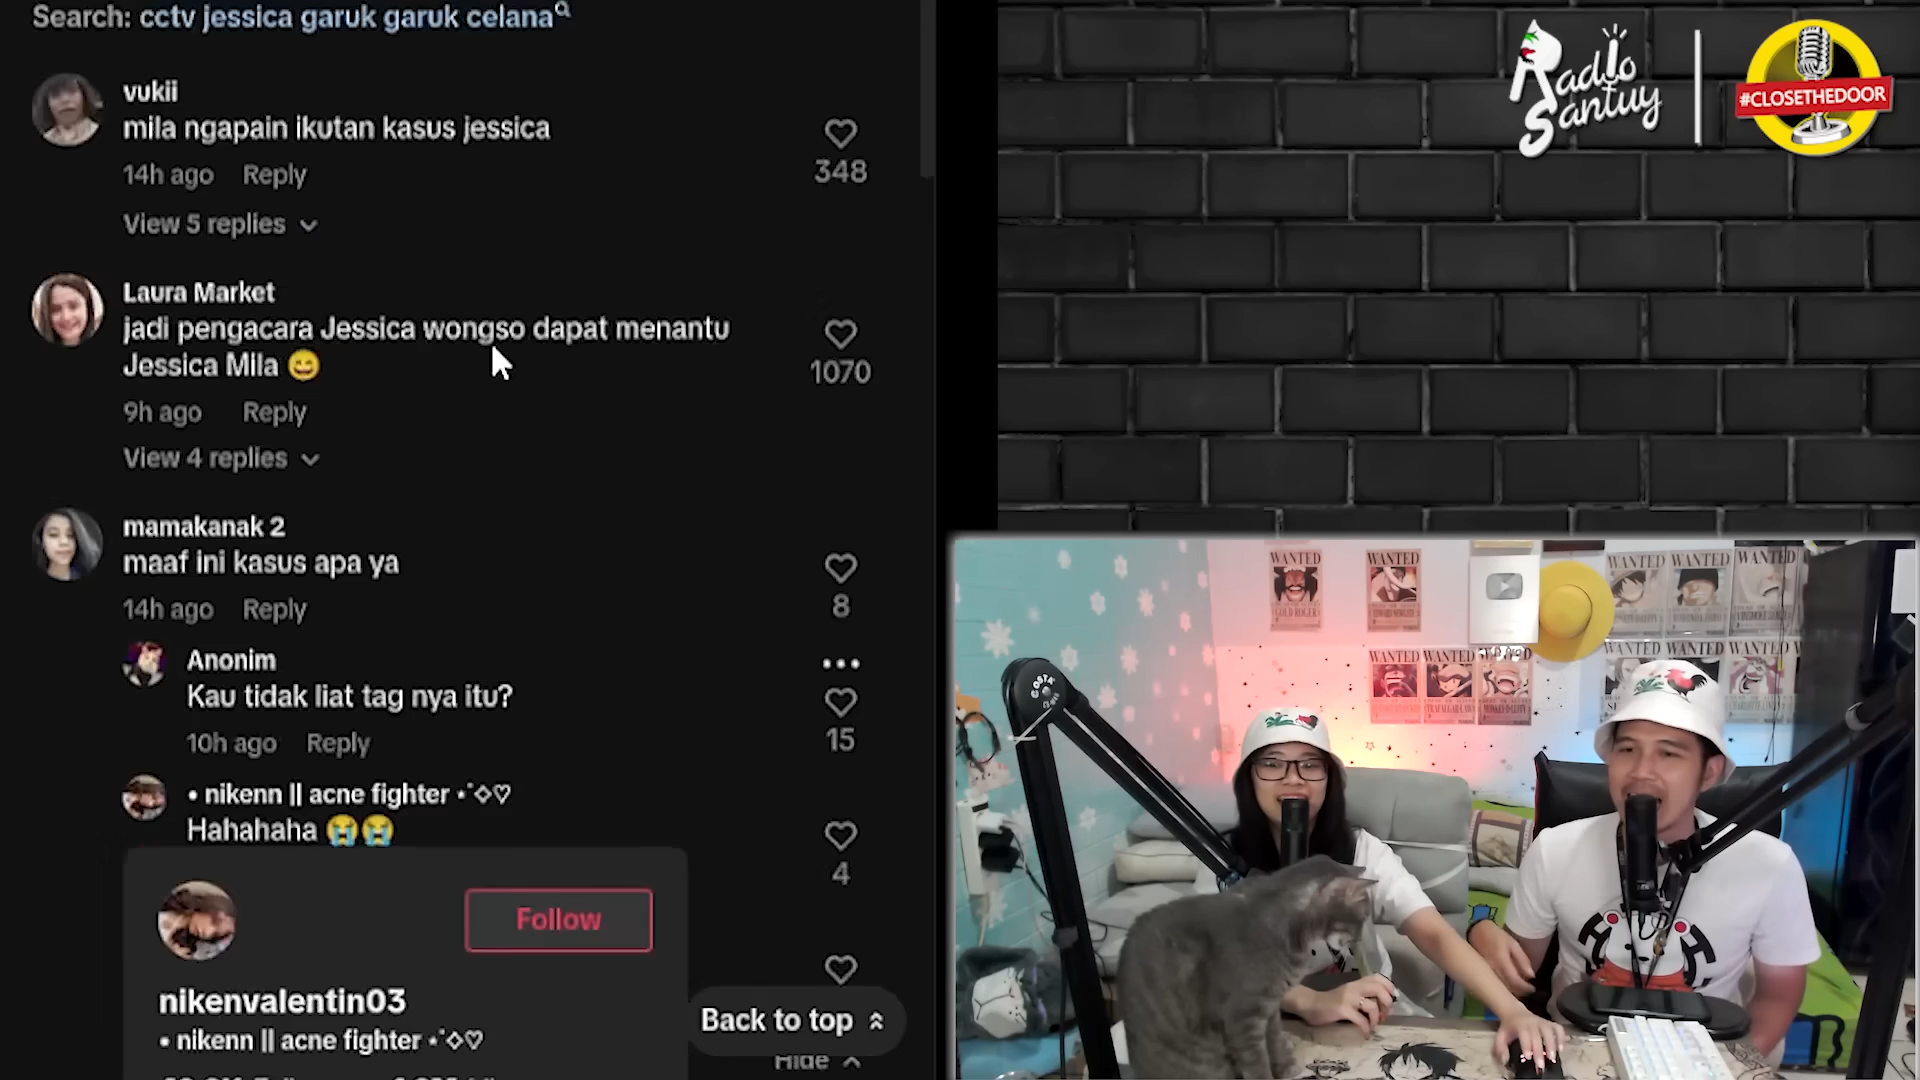 Search: cctv jessica garuk garuk celana
vukii
mila ngapain ikutan kasus jessica
348
14h ago Reply
View 5 replies
Laura Market
jadi pengacara Jessica wongso dapat menantu
Jessica Mila 😄
1070
9h ago Reply
View 4 replies
mamakanak 2
maaf ini kasus apa ya
8
14h ago Reply
Anonim
Kau tidak liat tag nya itu?
15
10h ago Reply
• nikenn || acne fighter ⋆˙◇♡
Hahahaha 😭😭
4
Follow
nikenvalentin03
• nikenn || acne fighter ⋆˙◇♡
Back to top
Hide
Radio
Santuy
#CLOSETHEDOOR
WANTED
GOLD ROGER
WANTED
WANTED WANTED WANTED
WANTED WANTED
WANTED WANTED WANTED